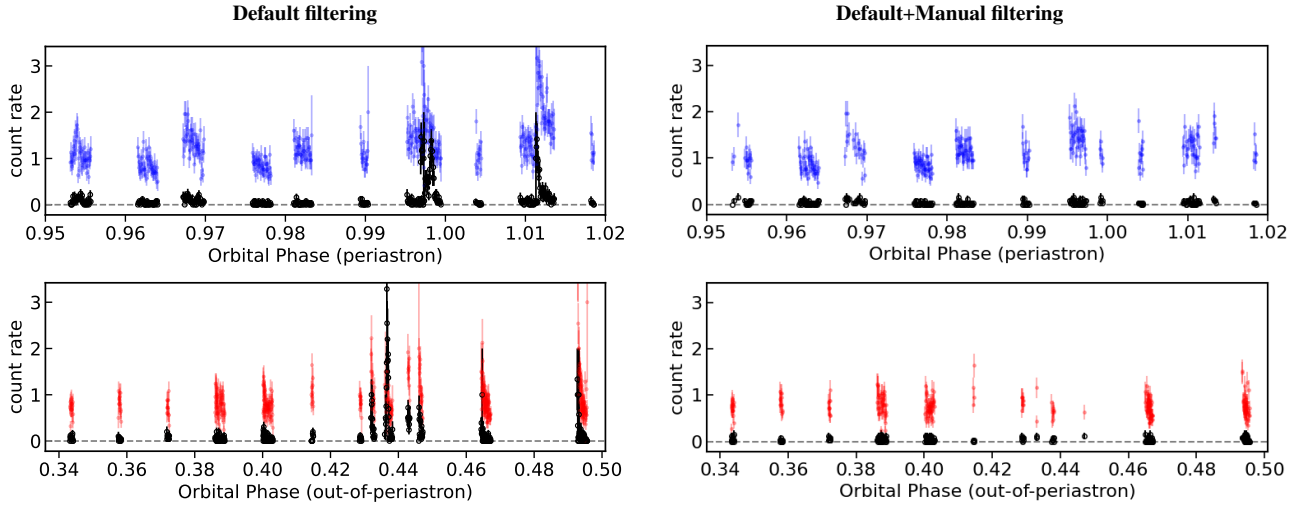 Default filtering
Default+Manual filtering
count rate
3
2
1
0
0.95 0.96 0.97 0.98 0.99 1.00 1.01 1.02
Orbital Phase (periastron)
count rate
3
2
1
0
0.95 0.96 0.97 0.98 0.99 1.00 1.01 1.02
Orbital Phase (periastron)
count rate
3
2
1
0
0.34 0.36 0.38 0.40 0.42 0.44 0.46 0.48 0.50
Orbital Phase (out-of-periastron)
count rate
3
2
1
0
0.34 0.36 0.38 0.40 0.42 0.44 0.46 0.48 0.50
Orbital Phase (out-of-periastron)